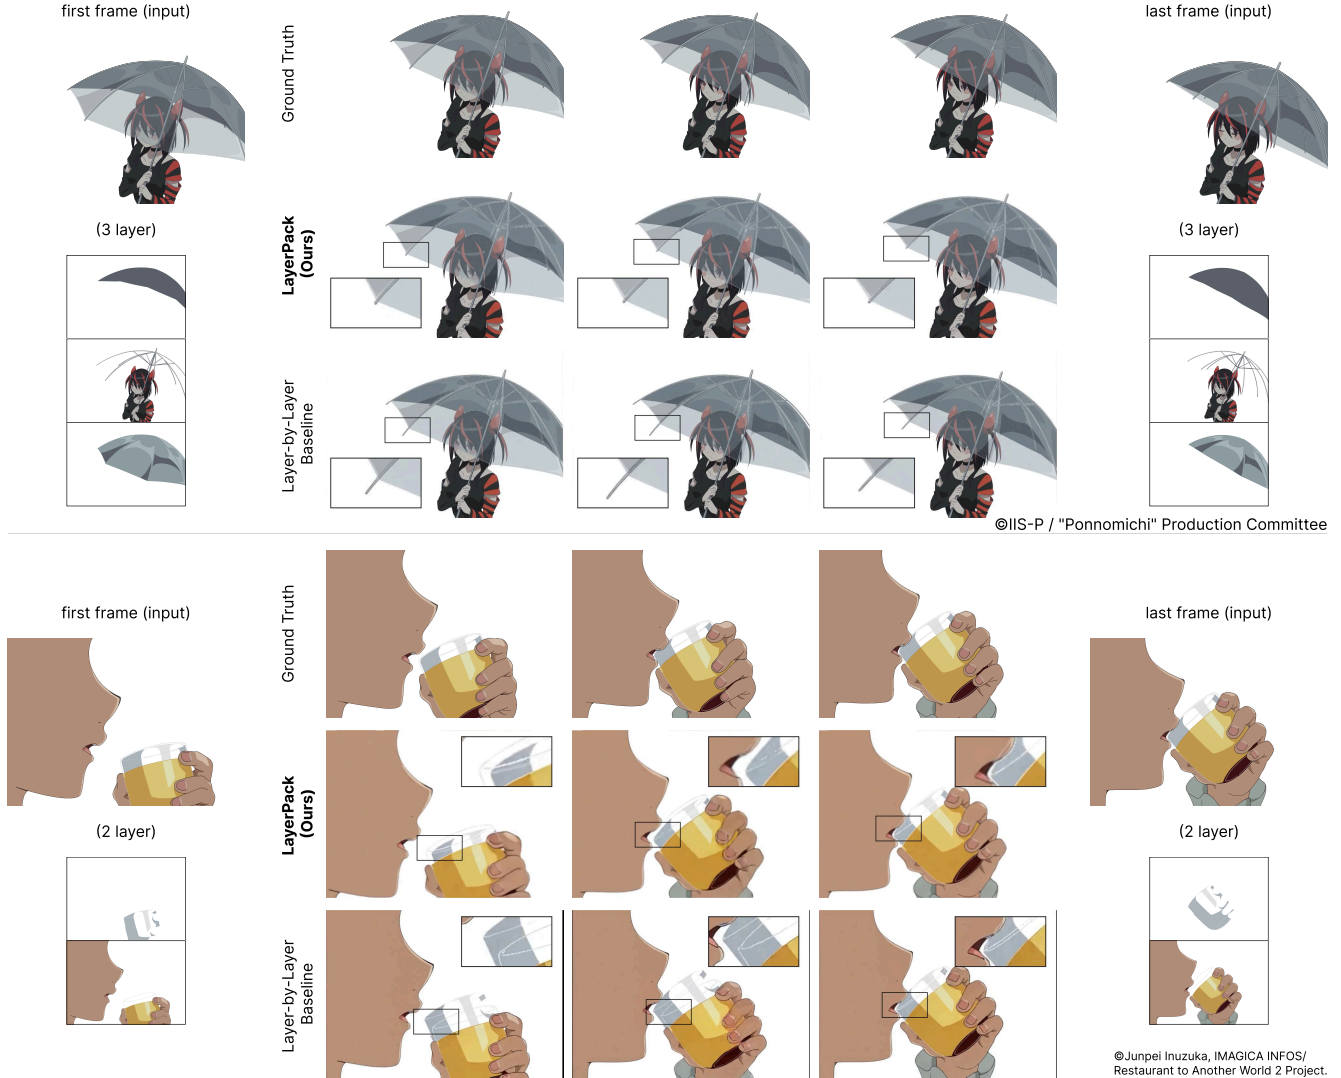 first frame (input)
last frame (input)
Ground Truth
(3 layer)
(3 layer)
LayerPack
(Ours)
Layer-by-Layer
Baseline
©IIS-P / "Ponnomichi" Production Committee
first frame (input)
last frame (input)
Ground Truth
(2 layer)
(2 layer)
LayerPack
(Ours)
Layer-by-Layer
Baseline
©Junpei Inuzuka, IMAGICA INFOS/
Restaurant to Another World 2 Project.